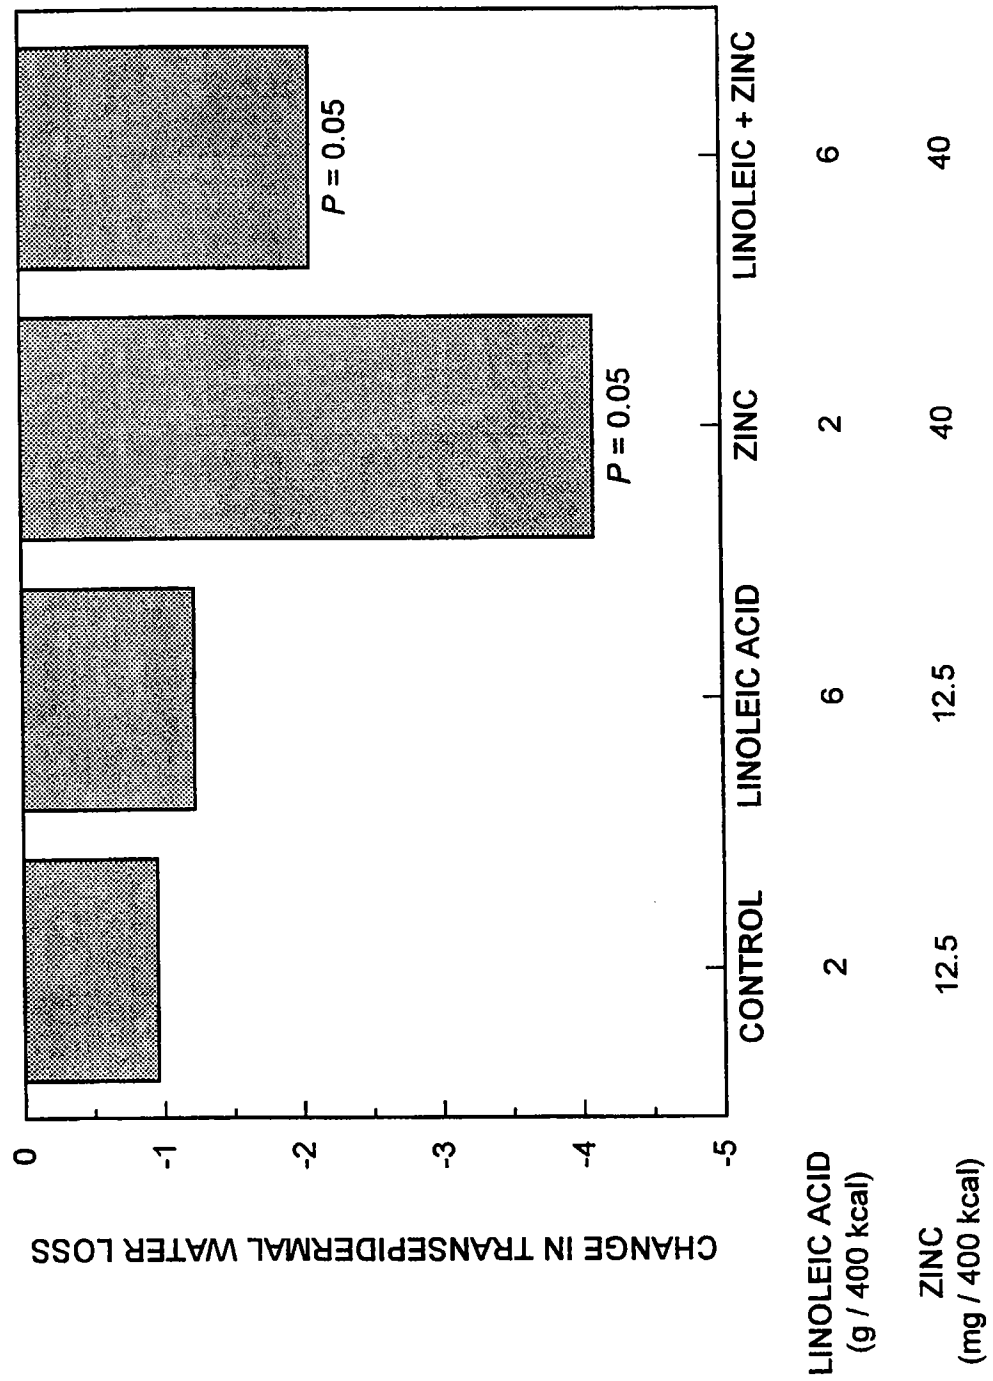 CHANGE IN TRANSEPIDERMAL WATER LOSS
0
-1
-2
-3
-4
-5
P = 0.05
P = 0.05
CONTROL
LINOLEIC ACID
ZINC
LINOLEIC + ZINC
LINOLEIC ACID
(g / 400 kcal)
2
6
2
6
ZINC
(mg / 400 kcal)
12.5
12.5
40
40